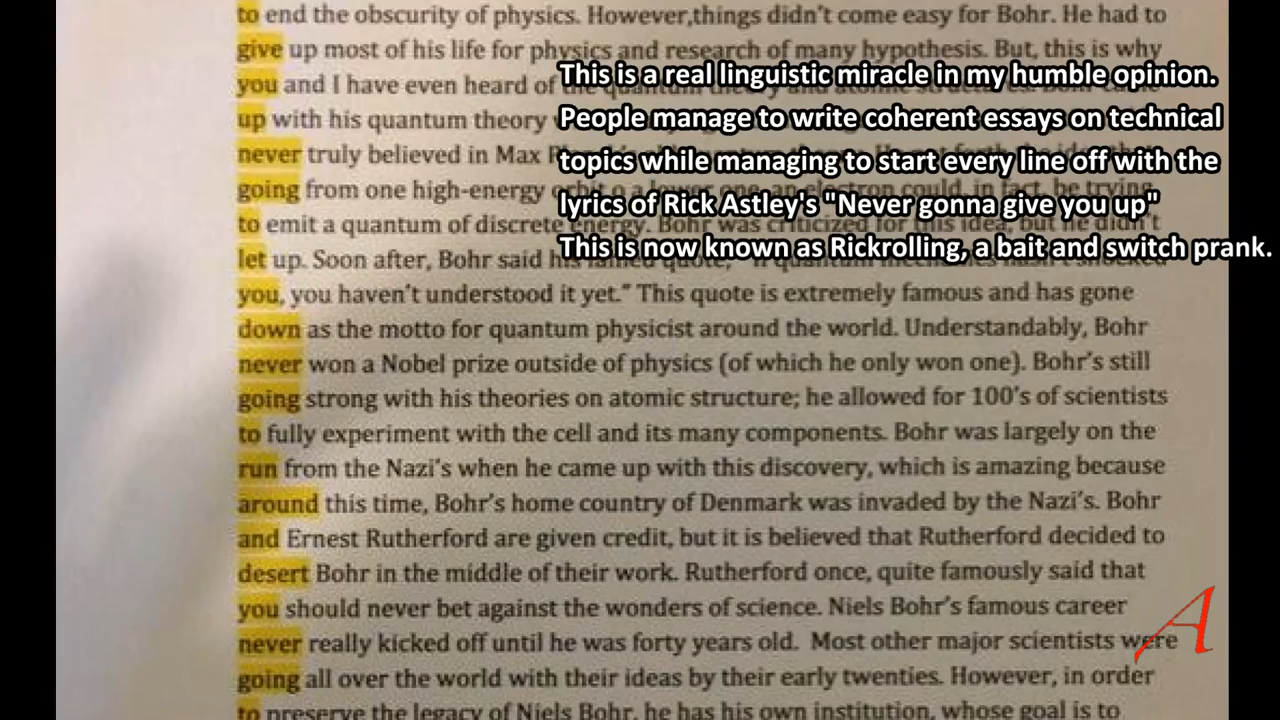 to end the obscurity of physics. However,things didn't come easy for Bohr. He had to
give up most of his life for physics and research of many hypothesis. But, this is why
you and I have even heard of
This is a real linguistic miracle in my humble opinion.
up with his quantum theory
People manage to write coherent essays on technical
never truly believed in Max
topics while managing to start every line off with the
going from one high-energy
lyrics of Rick Astley's "Never gonna give you up"
to emit a quantum of discrete energy. Bohr was criticized for this idea, but he didn't
let up. Soon after, Bohr said his
This is now known as Rickrolling, a bait and switch prank.
you, you haven't understood it yet." This quote is extremely famous and has gone
down as the motto for quantum physicist around the world. Understandably, Bohr
never won a Nobel prize outside of physics (of which he only won one). Bohr's still
going strong with his theories on atomic structure; he allowed for 100's of scientists
to fully experiment with the cell and its many components. Bohr was largely on the
run from the Nazi's when he came up with this discovery, which is amazing because
around this time, Bohr's home country of Denmark was invaded by the Nazi's. Bohr
and Ernest Rutherford are given credit, but it is believed that Rutherford decided to
desert Bohr in the middle of their work. Rutherford once, quite famously said that
you should never bet against the wonders of science. Niels Bohr's famous career
never really kicked off until he was forty years old. Most other major scientists were
A
going all over the world with their ideas by their early twenties. However, in order
to preserve the legacy of Niels Bohr, he has his own institution, whose goal is to